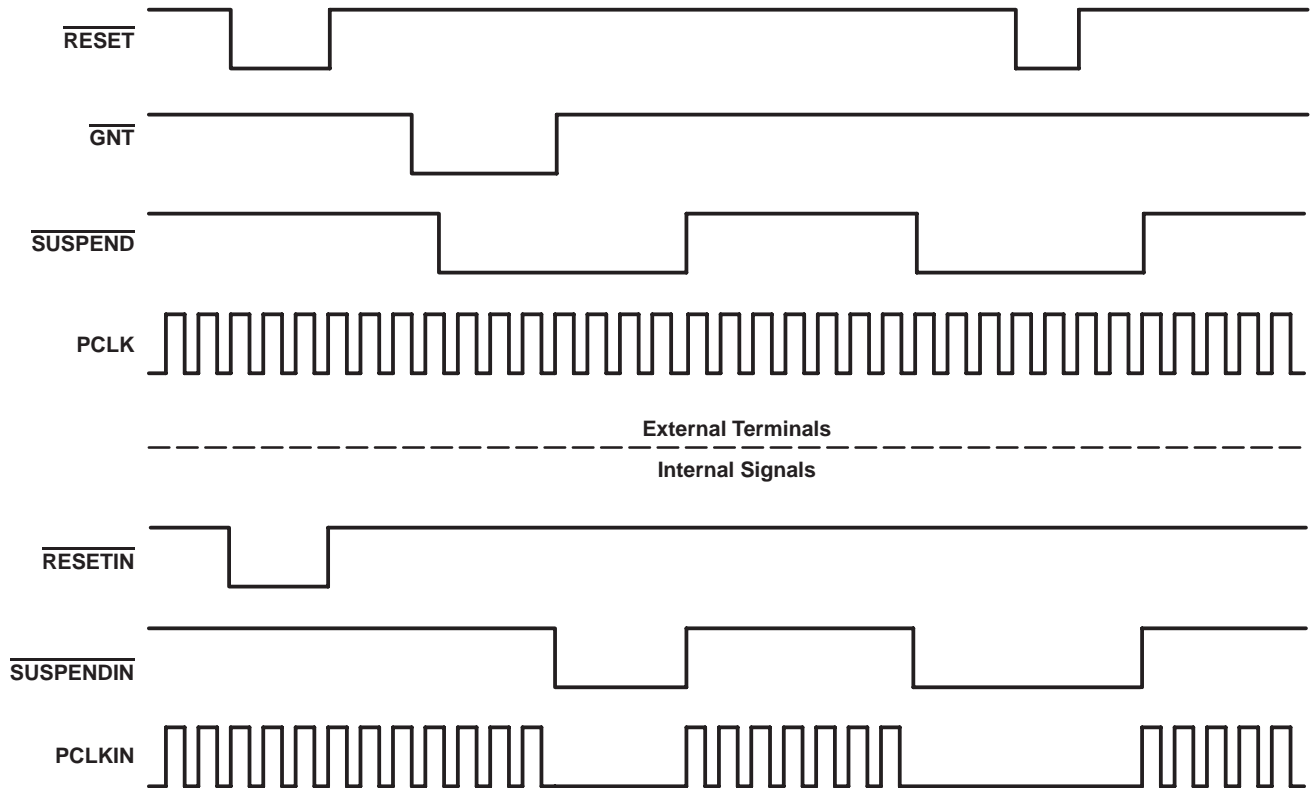 RESET
GNT
SUSPEND
PCLK
External Terminals
Internal Signals
RESETIN
SUSPENDIN
PCLKIN